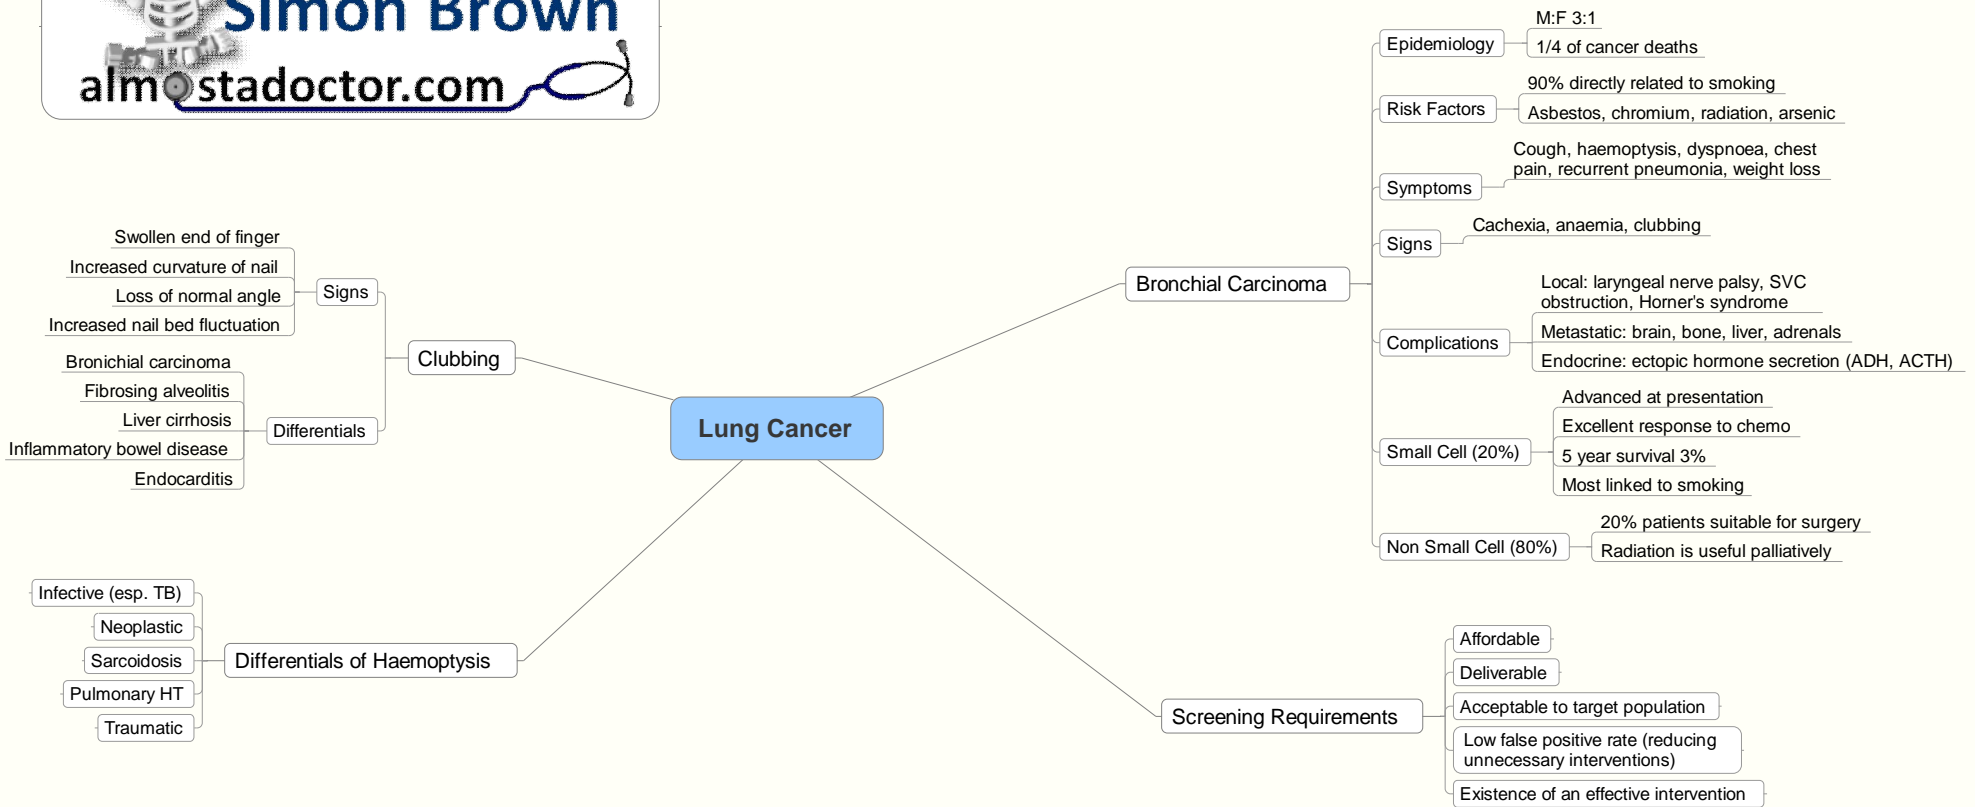 Simon Brown
almostadoctor.com
Lung Cancer
Bronchial Carcinoma
Epidemiology
M:F 3:1
1/4 of cancer deaths
Risk Factors
90% directly related to smoking
Asbestos, chromium, radiation, arsenic
Symptoms
Cough, haemoptysis, dyspnoea, chest
pain, recurrent pneumonia, weight loss
Signs
Cachexia, anaemia, clubbing
Complications
Local: laryngeal nerve palsy, SVC
obstruction, Horner's syndrome
Metastatic: brain, bone, liver, adrenals
Endocrine: ectopic hormone secretion (ADH, ACTH)
Small Cell (20%)
Advanced at presentation
Excellent response to chemo
5 year survival 3%
Most linked to smoking
Non Small Cell (80%)
20% patients suitable for surgery
Radiation is useful palliatively
Screening Requirements
Affordable
Deliverable
Acceptable to target population
Low false positive rate (reducing
unnecessary interventions)
Existence of an effective intervention
Clubbing
Signs
Swollen end of finger
Increased curvature of nail
Loss of normal angle
Increased nail bed fluctuation
Differentials
Bronichial carcinoma
Fibrosing alveolitis
Liver cirrhosis
Inflammatory bowel disease
Endocarditis
Differentials of Haemoptysis
Infective (esp. TB)
Neoplastic
Sarcoidosis
Pulmonary HT
Traumatic